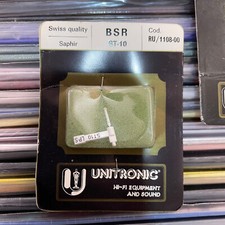 Swiss quality
BSR
Cod.
Saphir
ST-10
RU/1108-00
UNITRONIC
HI-FI EQUIPMENT
AND SOUND